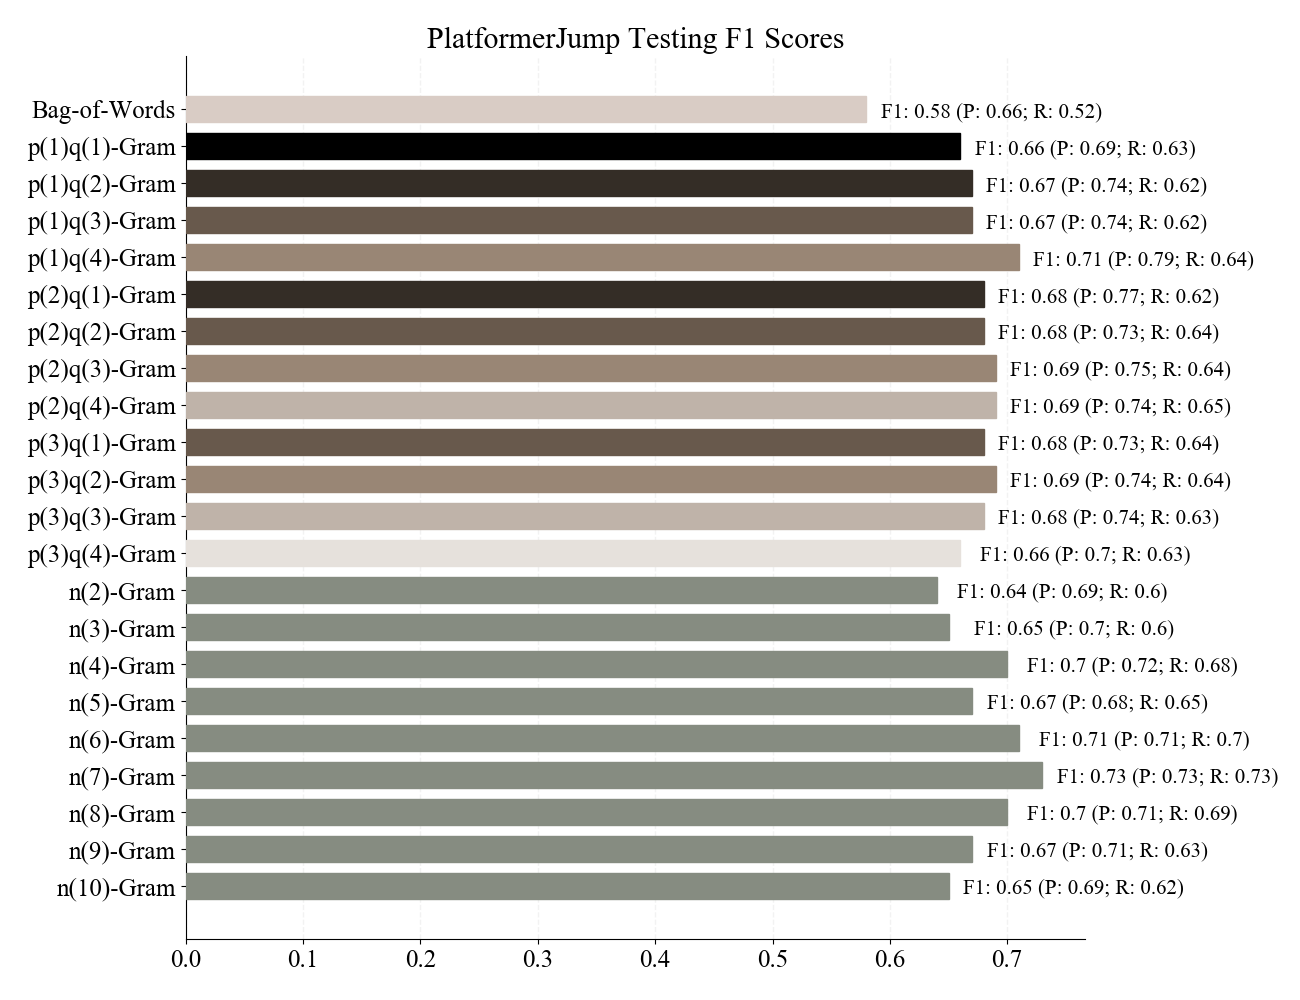 PlatformerJump Testing F1 Scores
Bag-of-Words F1: 0.58 (P: 0.66; R: 0.52)
p(1)q(1)-Gram F1: 0.66 (P: 0.69; R: 0.63)
p(1)q(2)-Gram F1: 0.67 (P: 0.74; R: 0.62)
p(1)q(3)-Gram F1: 0.67 (P: 0.74; R: 0.62)
p(1)q(4)-Gram F1: 0.71 (P: 0.79; R: 0.64)
p(2)q(1)-Gram F1: 0.68 (P: 0.77; R: 0.62)
p(2)q(2)-Gram F1: 0.68 (P: 0.73; R: 0.64)
p(2)q(3)-Gram F1: 0.69 (P: 0.75; R: 0.64)
p(2)q(4)-Gram F1: 0.69 (P: 0.74; R: 0.65)
p(3)q(1)-Gram F1: 0.68 (P: 0.73; R: 0.64)
p(3)q(2)-Gram F1: 0.69 (P: 0.74; R: 0.64)
p(3)q(3)-Gram F1: 0.68 (P: 0.74; R: 0.63)
p(3)q(4)-Gram F1: 0.66 (P: 0.7; R: 0.63)
n(2)-Gram F1: 0.64 (P: 0.69; R: 0.6)
n(3)-Gram F1: 0.65 (P: 0.7; R: 0.6)
n(4)-Gram F1: 0.7 (P: 0.72; R: 0.68)
n(5)-Gram F1: 0.67 (P: 0.68; R: 0.65)
n(6)-Gram F1: 0.71 (P: 0.71; R: 0.7)
n(7)-Gram F1: 0.73 (P: 0.73; R: 0.73)
n(8)-Gram F1: 0.7 (P: 0.71; R: 0.69)
n(9)-Gram F1: 0.67 (P: 0.71; R: 0.63)
n(10)-Gram F1: 0.65 (P: 0.69; R: 0.62)
0.0 0.1 0.2 0.3 0.4 0.5 0.6 0.7